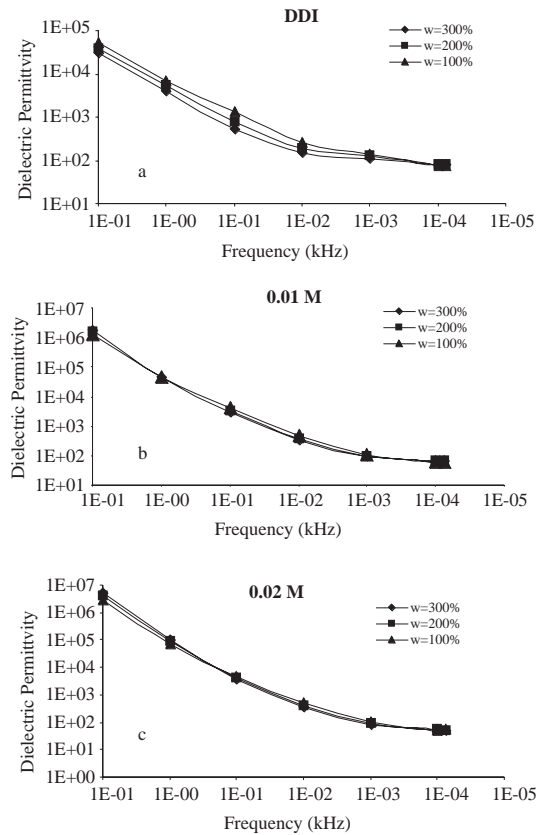 DDI
1E+05
1E+04
1E+03
1E+02
1E+01
Dielectric Permittvity
w=300%
w=200%
w=100%
a
1E-01 1E-00 1E-01 1E-02 1E-03 1E-04 1E-05
Frequency (kHz)
0.01 M
1E+07
1E+06
1E+05
1E+04
1E+03
1E+02
1E+01
Dielectric Permittvity
w=300%
w=200%
w=100%
b
1E-01 1E-00 1E-01 1E-02 1E-03 1E-04 1E-05
Frequency (kHz)
0.02 M
1E+07
1E+06
1E+05
1E+04
1E+03
1E+02
1E+01
1E+00
Dielectric Permittvity
w=300%
w=200%
w=100%
c
1E-01 1E-00 1E-01 1E-02 1E-03 1E-04 1E-05
Frequency (kHz)